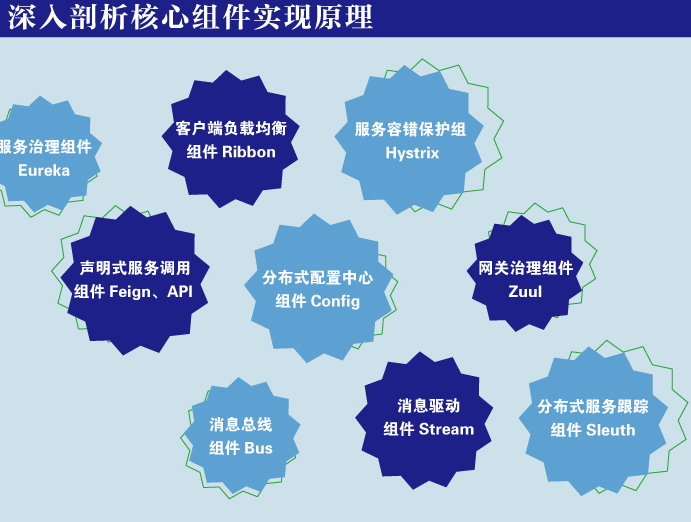 深入剖析核心组件实现原理
服务治理组件
Eureka
客户端负载均衡
组件 Ribbon
服务容错保护组
Hystrix
声明式服务调用
组件 Feign、API
分布式配置中心
组件 Config
网关治理组件
Zuul
消息总线
组件 Bus
消息驱动
组件 Stream
分布式服务跟踪
组件 Sleuth